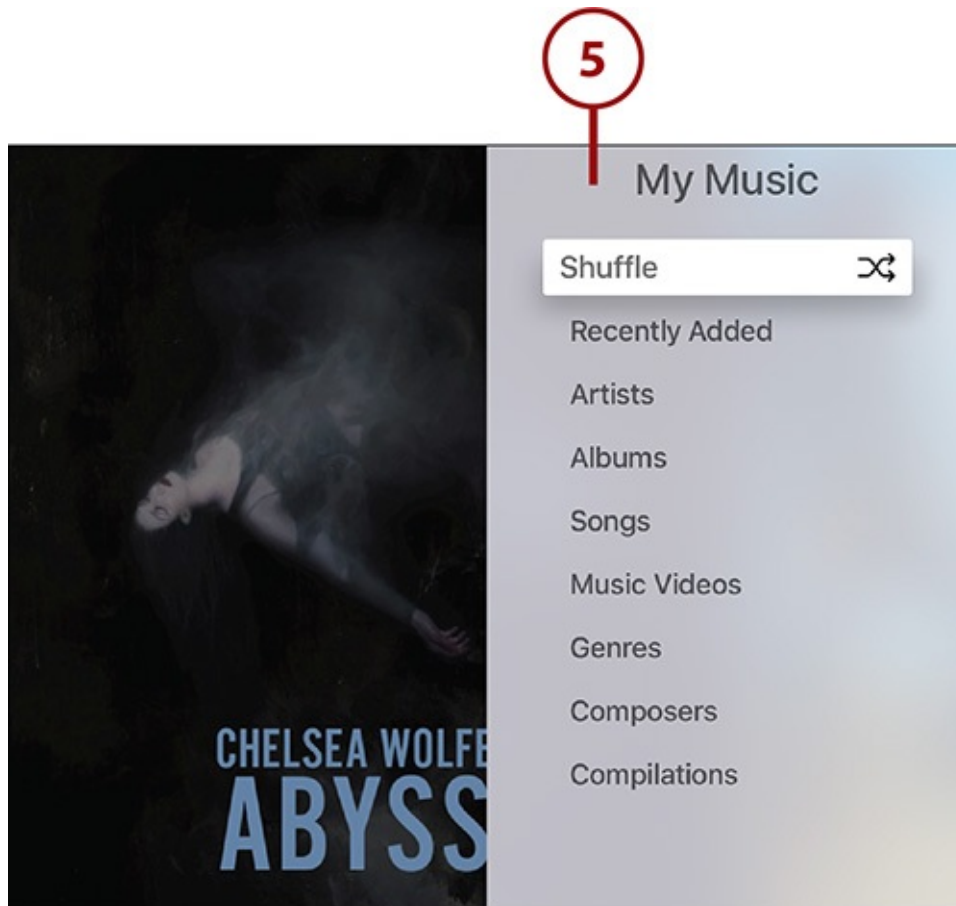 5
My Music
Shuffle
Recently Added
Artists
Albums
Songs
Music Videos
Genres
Composers
Compilations
CHELSEA WOLFE
ABYSS